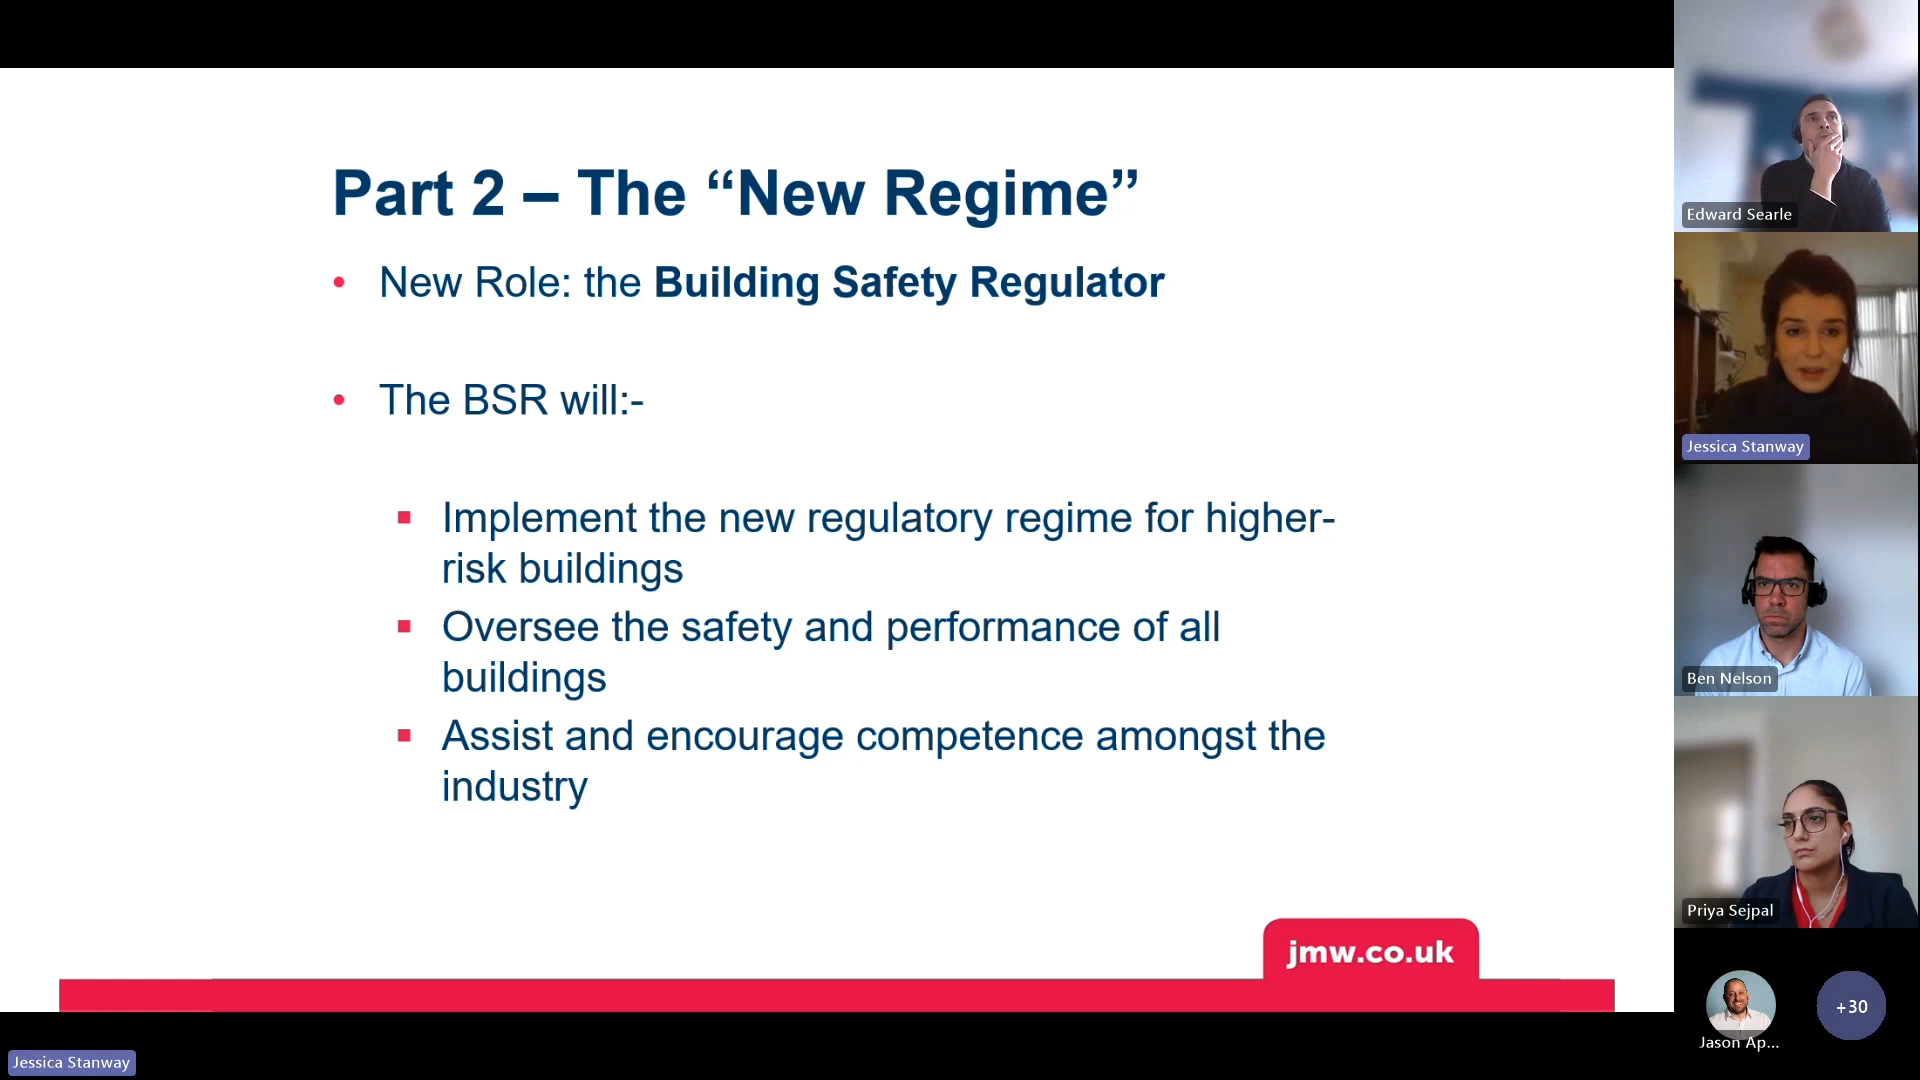 Part 2 – The “New Regime”
• New Role: the Building Safety Regulator
• The BSR will:-
▪ Implement the new regulatory regime for higher-
risk buildings
▪ Oversee the safety and performance of all
buildings
▪ Assist and encourage competence amongst the
industry
jmw.co.uk
Jessica Stanway
Edward Searle
Jessica Stanway
Ben Nelson
Priya Sejpal
Jason Ap...
+30